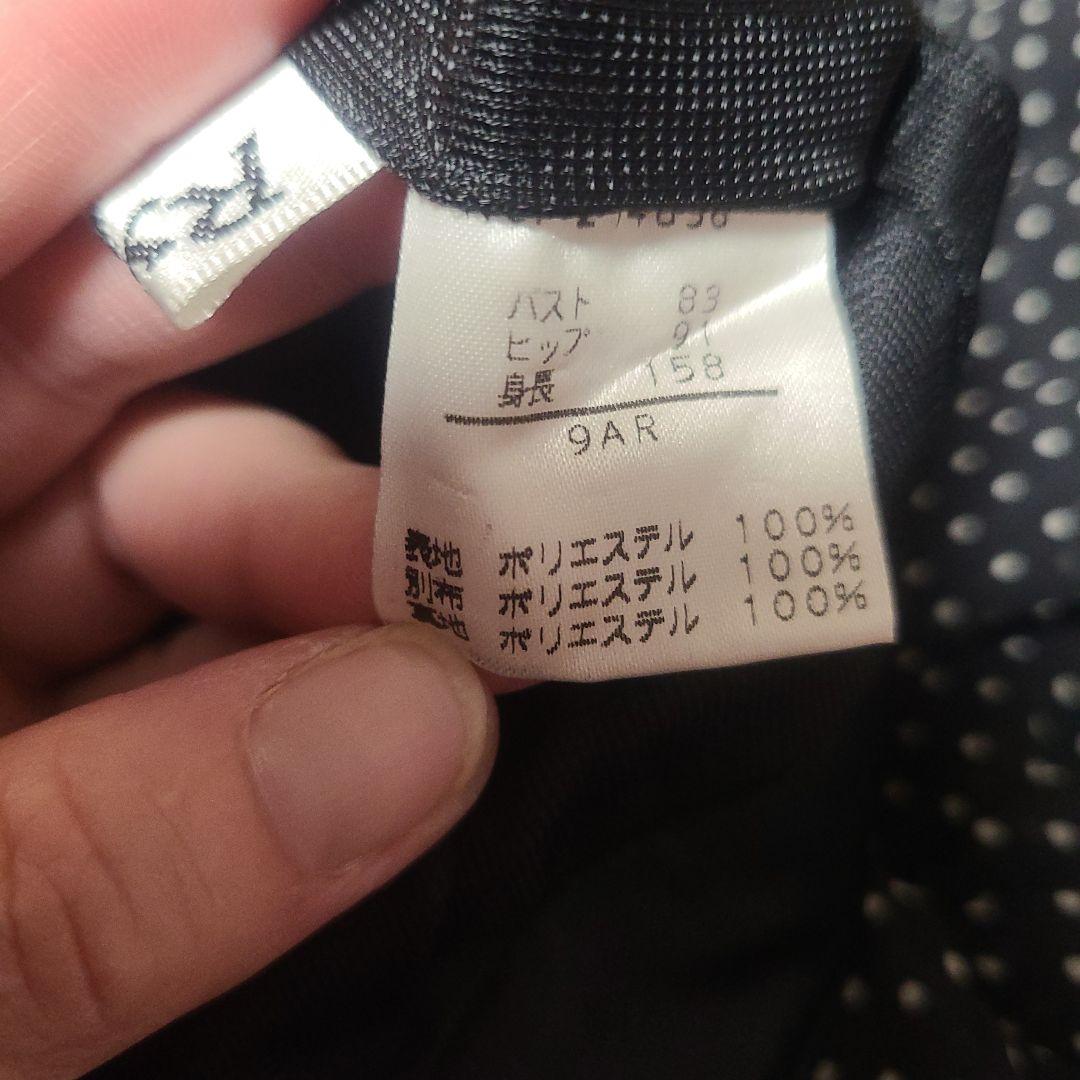 バスト 83
ヒップ 91
身長 158
9AR
表地 ポリエステル 100%
別布 ポリエステル 100%
裏地 ポリエステル 100%